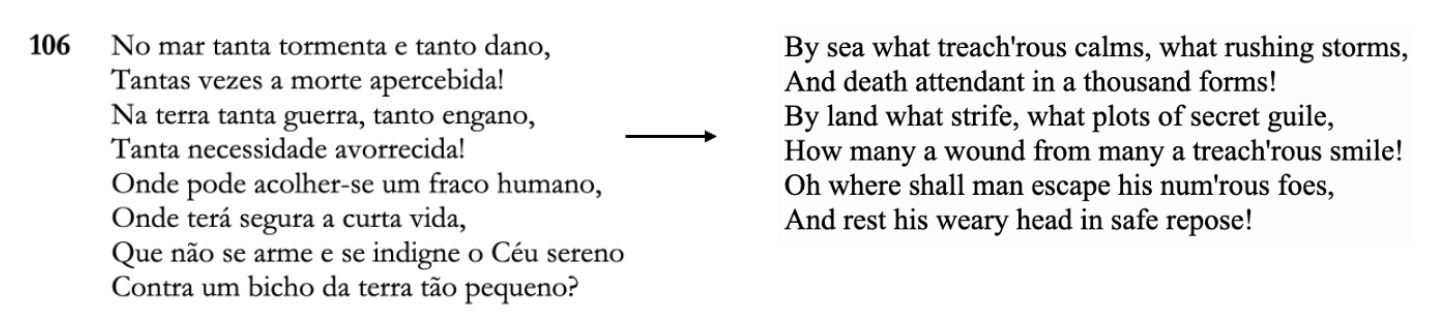 106 No mar tanta tormenta e tanto dano,
Tantas vezes a morte apercebida!
Na terra tanta guerra, tanto engano,
Tanta necessidade avorrecida!
Onde pode acolher-se um fraco humano,
Onde terá segura a curta vida,
Que não se arme e se indigne o Céu sereno
Contra um bicho da terra tão pequeno?
By sea what treach'rous calms, what rushing storms,
And death attendant in a thousand forms!
By land what strife, what plots of secret guile,
How many a wound from many a treach'rous smile!
Oh where shall man escape his num'rous foes,
And rest his weary head in safe repose!